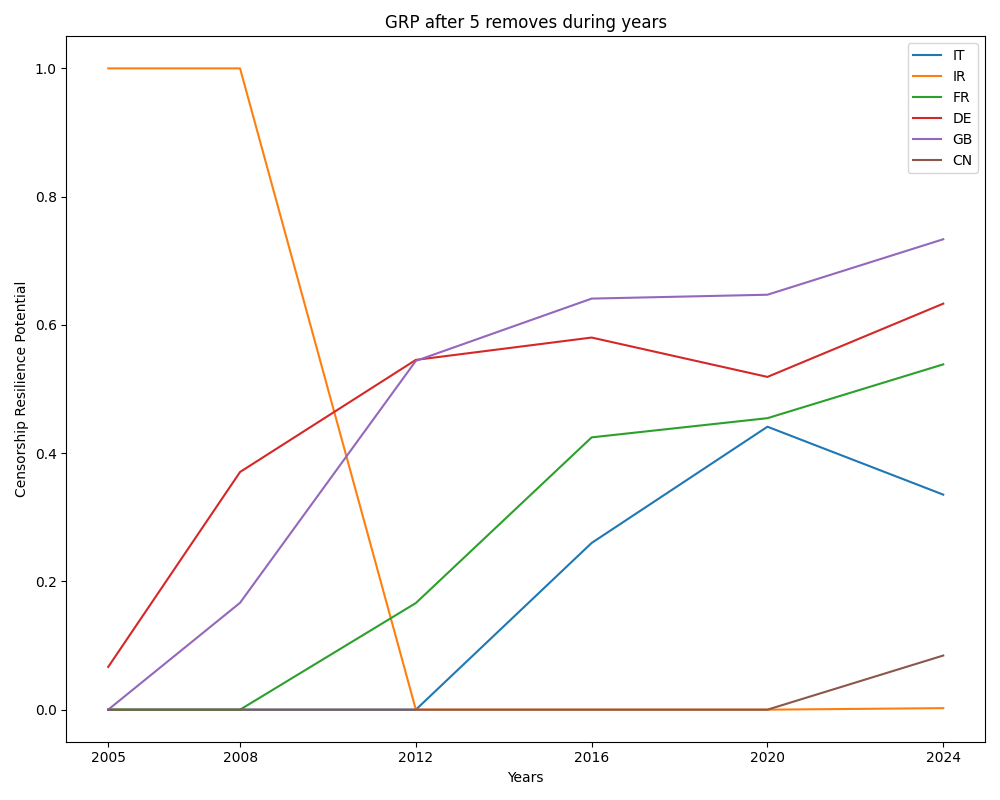 GRP after 5 removes during years
IT
IR
FR
DE
GB
CN
Censorship Resilience Potential
1.0
0.8
0.6
0.4
0.2
0.0
2005 2008 2012 2016 2020 2024
Years